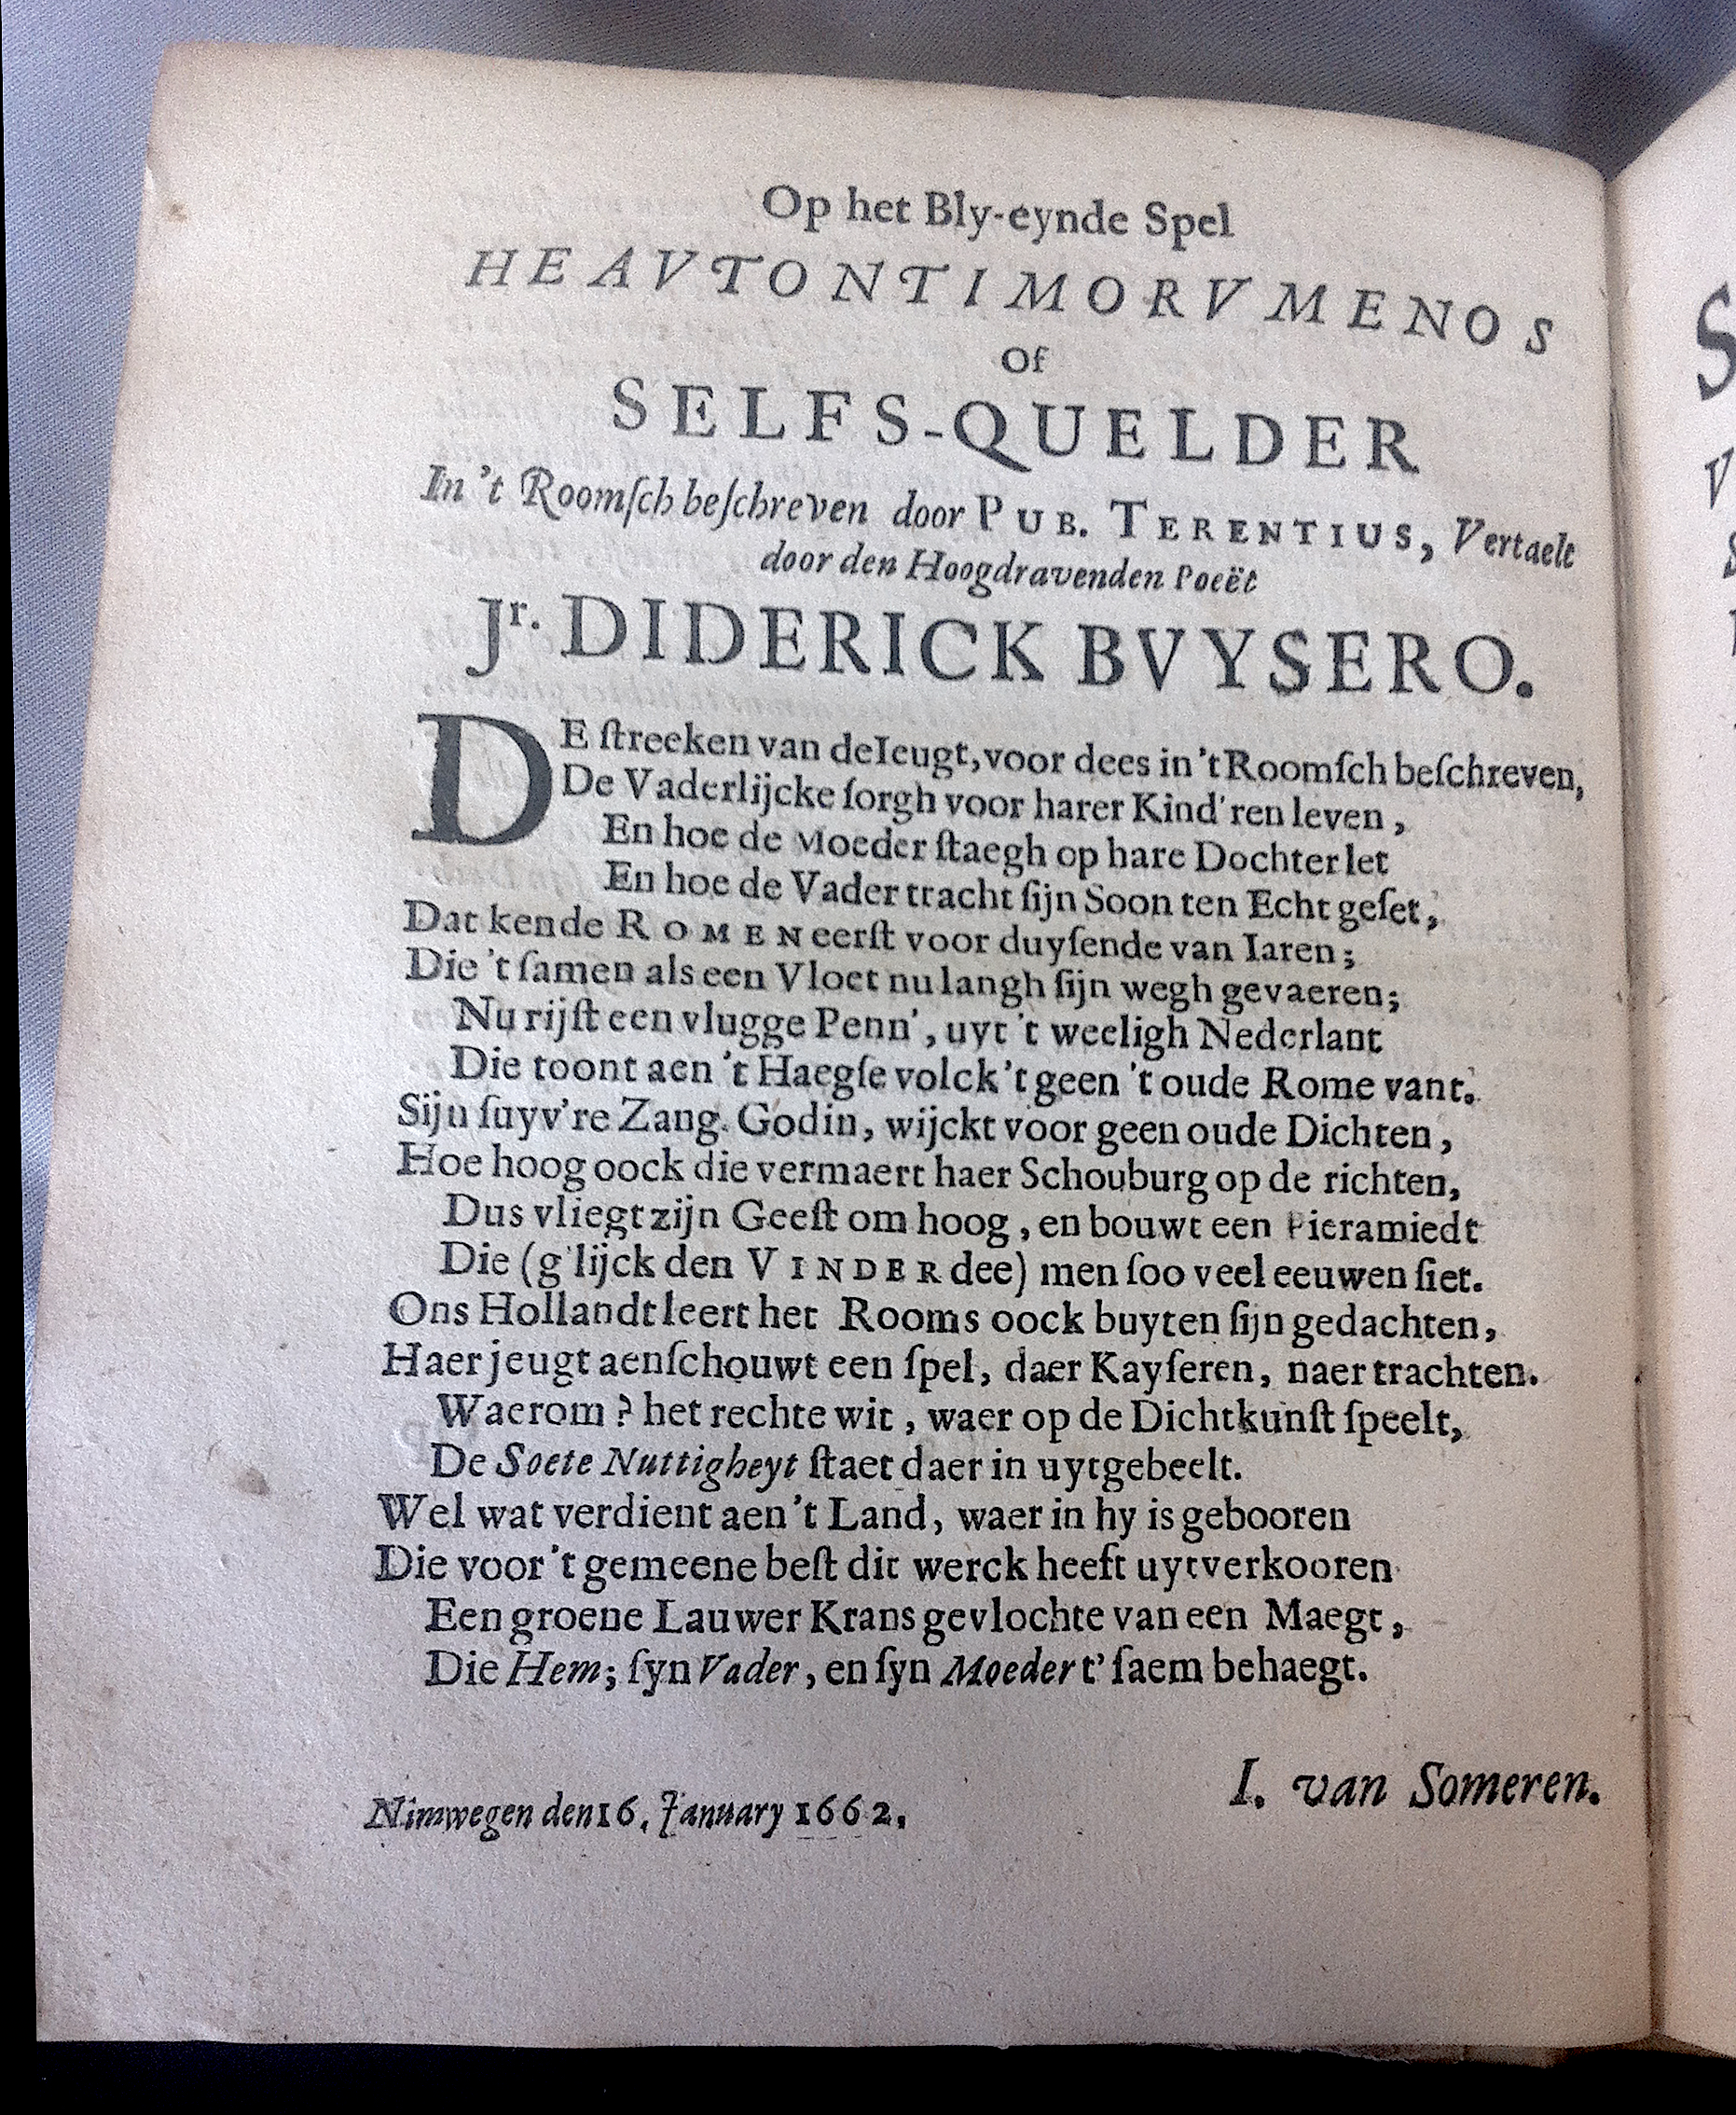 Op het Bly-eynde Spel
HEAVTONTIMORVMENOS
Of
SELFS-QUELDER
In 't Roomſch beſchreven door PUB. TERENTIUS, Vertaelt
door den Hoogdravenden Poeët
Jr. DIDERICK BVYSERO.
DE ſtreeken van deIeugt, voor dees in 't Roomſch beſchreven,
De Vaderlijcke ſorgh voor harer Kind'ren leven,
En hoe de Moeder ſtaegh op hare Dochter let
En hoe de Vader tracht ſijn Soon ten Echt geſet,
Dat kende ROMEN eerſt voor duyſende van Iaren;
Die 't ſamen als een Vloet nu langh ſijn wegh gevaeren;
Nu rijſt een vlugge Penn', uyt 't weeligh Nederlant
Die toont aen 't Haegſe volck 't geen 't oude Rome vant.
Sijn ſuyv're Zang. Godin, wijckt voor geen oude Dichten,
Hoe hoog oock die vermaert haer Schouburg op de richten,
Dus vliegt zijn Geeſt om hoog, en bouwt een Pieramiedt
Die (g'lijck den VINDER dee) men ſoo veel eeuwen ſiet.
Ons Hollandt leert het Rooms oock buyten ſijn gedachten,
Haer jeugt aenſchouwt een ſpel, daer Kayſeren, naer trachten.
Waerom? het rechte wit, waer op de Dichtkunſt ſpeelt,
De Soete Nuttigheyt ſtaet daer in uytgebeelt.
Wel wat verdient aen 't Land, waer in hy is gebooren
Die voor 't gemeene beſt dit werck heeft uytverkooren
Een groene Lauwer Krans gevlochte van een Maegt,
Die Hem; ſyn Vader, en ſyn Moeder t' ſaem behaegt.
I. van Someren.
Nimwegen den 16. January 1662.